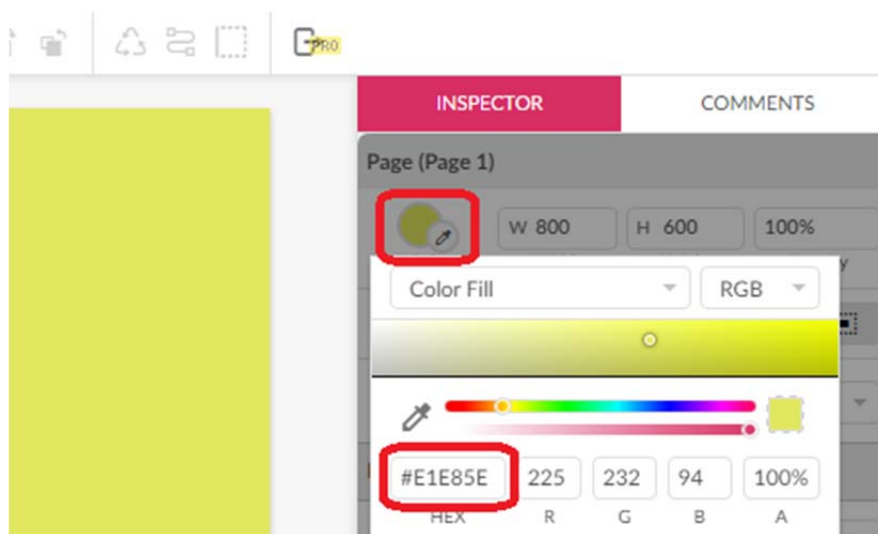 PRO
INSPECTOR COMMENTS
Page (Page 1)
W 800 H 600 100%
y
Color Fill RGB
#E1E85E 225 232 94 100%
HEX R G B A